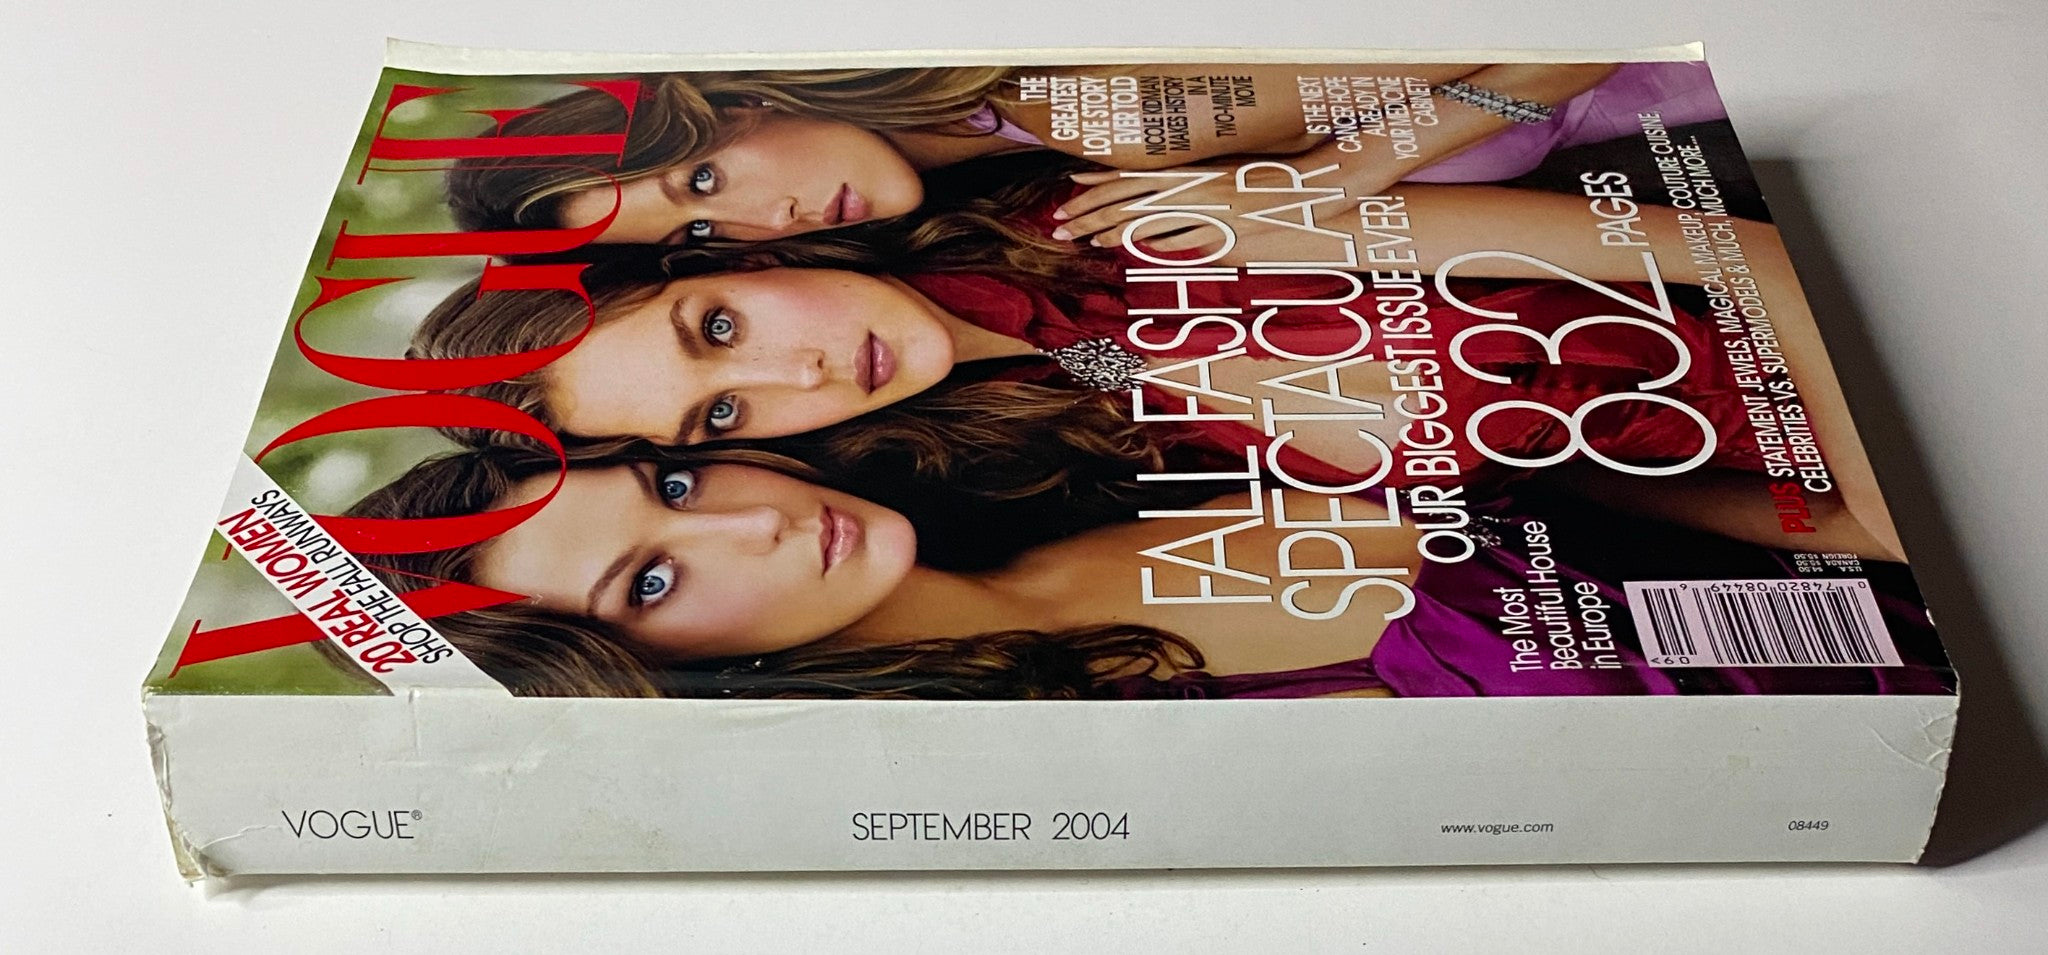 VOGUE
SEP
20 REAL WOMEN
SHOP THE FALL RUNWAYS
THE
GREATEST
LOVE STORY
EVER TOLD
NICOLE KIDMAN
MAKES HISTORY
IN A
TWO-MINUTE
MOVIE
IS THE NEXT
CANCER HOPE
ALREADY IN
YOUR MEDICINE
CABINET?
FALL FASHION
SPECTACULAR
OUR BIGGEST ISSUE EVER!
832 PAGES
The Most
Beautiful House
in Europe
PLUS STATEMENT JEWELS, MAGICAL MAKEUP, COUTURE CUISINE,
CELEBRITIES VS. SUPERMODELS & MUCH, MUCH MORE...
U.S.A. $4.50
CANADA $5.50
FOREIGN $5.50
0 74820 08449 6
09>
VOGUE®
SEPTEMBER 2004
www.vogue.com
08449